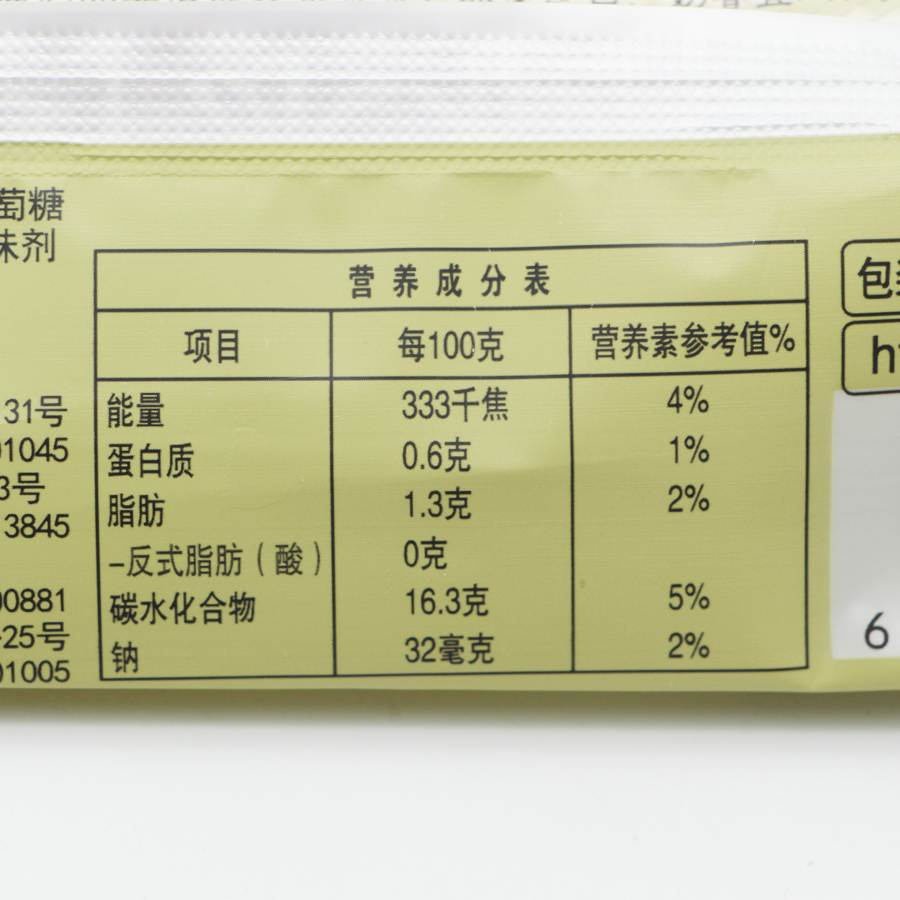 萄糖
味剂
31号
01045
3号
3845
00881
-25号
01005
营养成分表
项目 每100克 营养素参考值%
能量 333千焦 4%
蛋白质 0.6克 1%
脂肪 1.3克 2%
-反式脂肪（酸） 0克
碳水化合物 16.3克 5%
钠 32毫克 2%
包
h
6